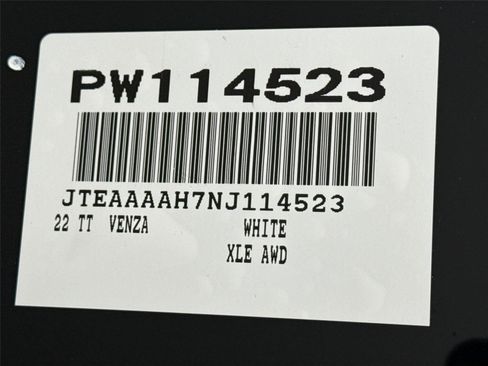 PW114523
JTEAAAAH7NJ114523
22 TT VENZA WHITE
XLE AWD